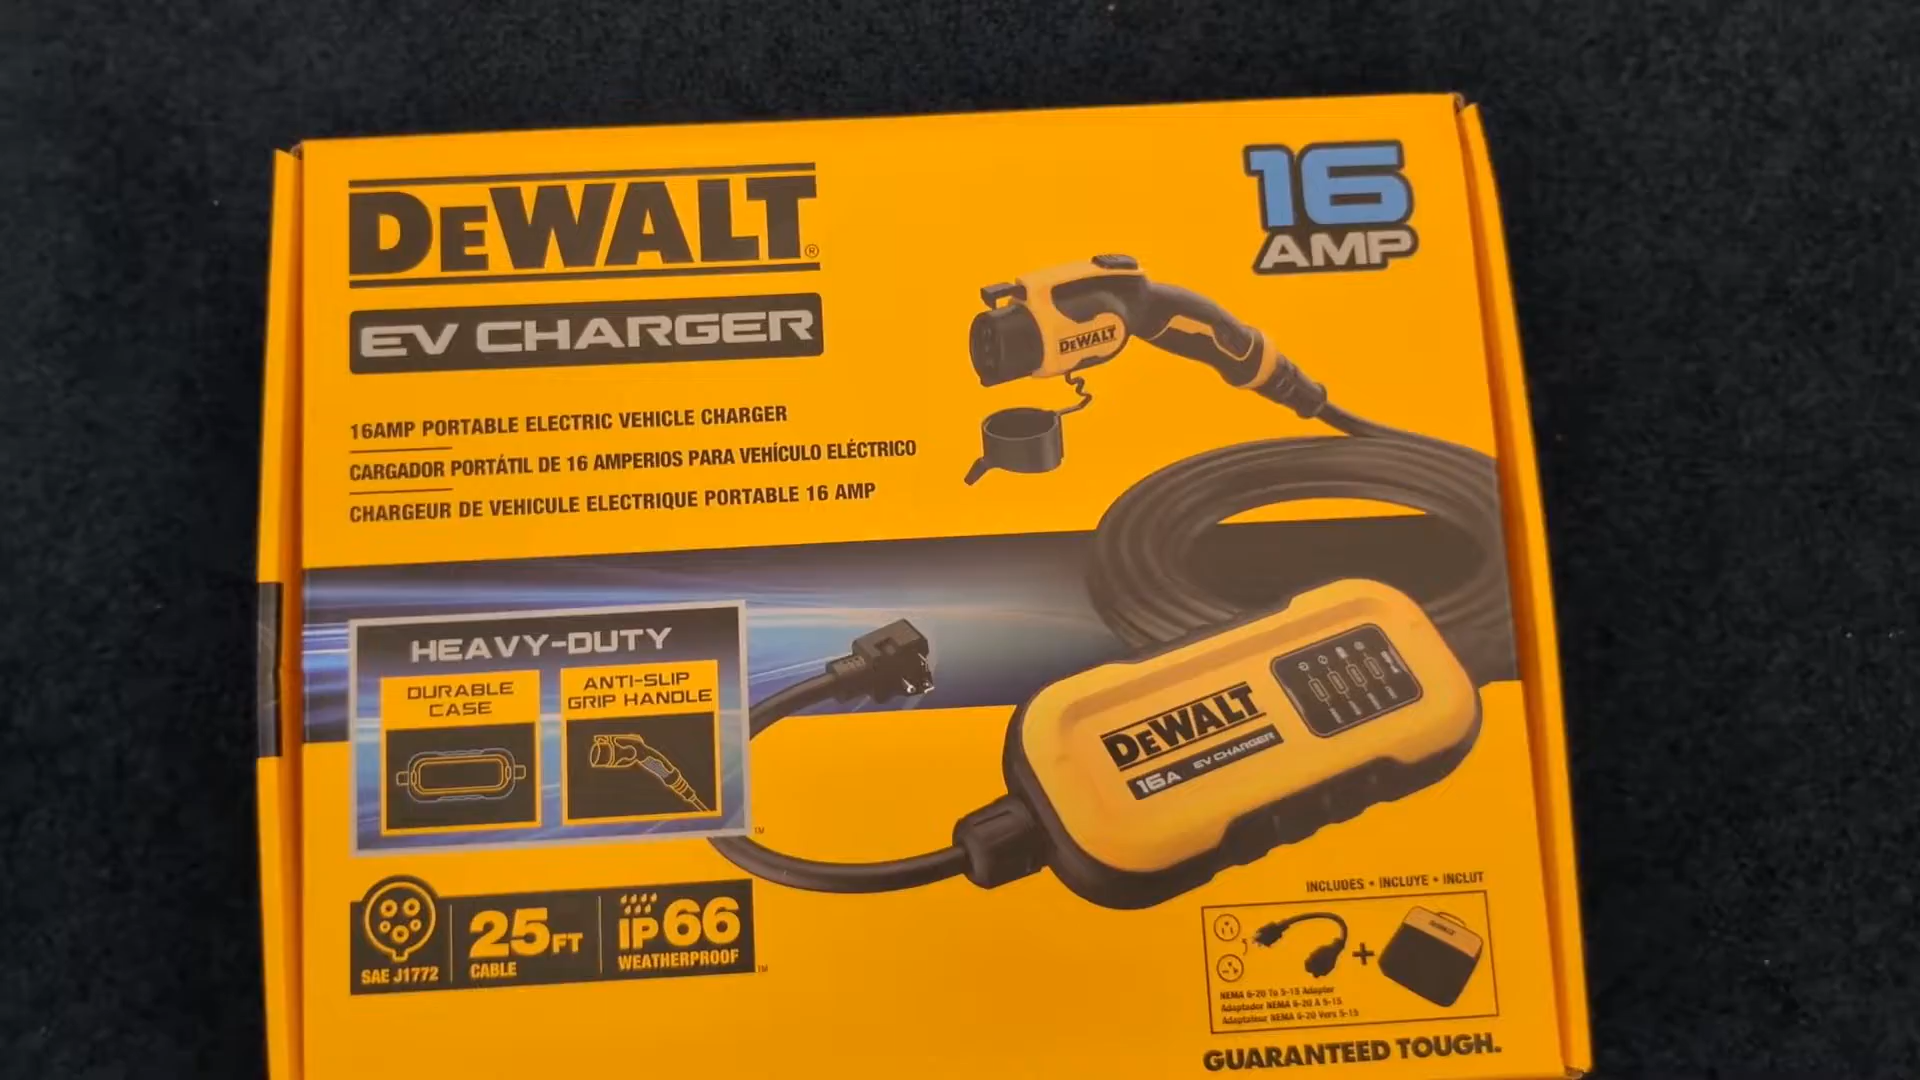 DEWALT®
EV CHARGER
16AMP PORTABLE ELECTRIC VEHICLE CHARGER
CARGADOR PORTÁTIL DE 16 AMPERIOS PARA VEHÍCULO ELÉCTRICO
CHARGEUR DE VEHICULE ELECTRIQUE PORTABLE 16 AMP
16
AMP
DEWALT
HEAVY-DUTY
DURABLE
CASE
ANTI-SLIP
GRIP HANDLE
TM
DEWALT
16A EV CHARGER
SAE J1772
25FT
CABLE
IP66
WEATHERPROOF
TM
INCLUDES • INCLUYE • INCLUT
DEWALT
+
NEMA 6-20 To 5-15 Adapter
Adaptador NEMA 6-20 A 5-15
Adaptateur NEMA 6-20 Vers 5-15
GUARANTEED TOUGH.